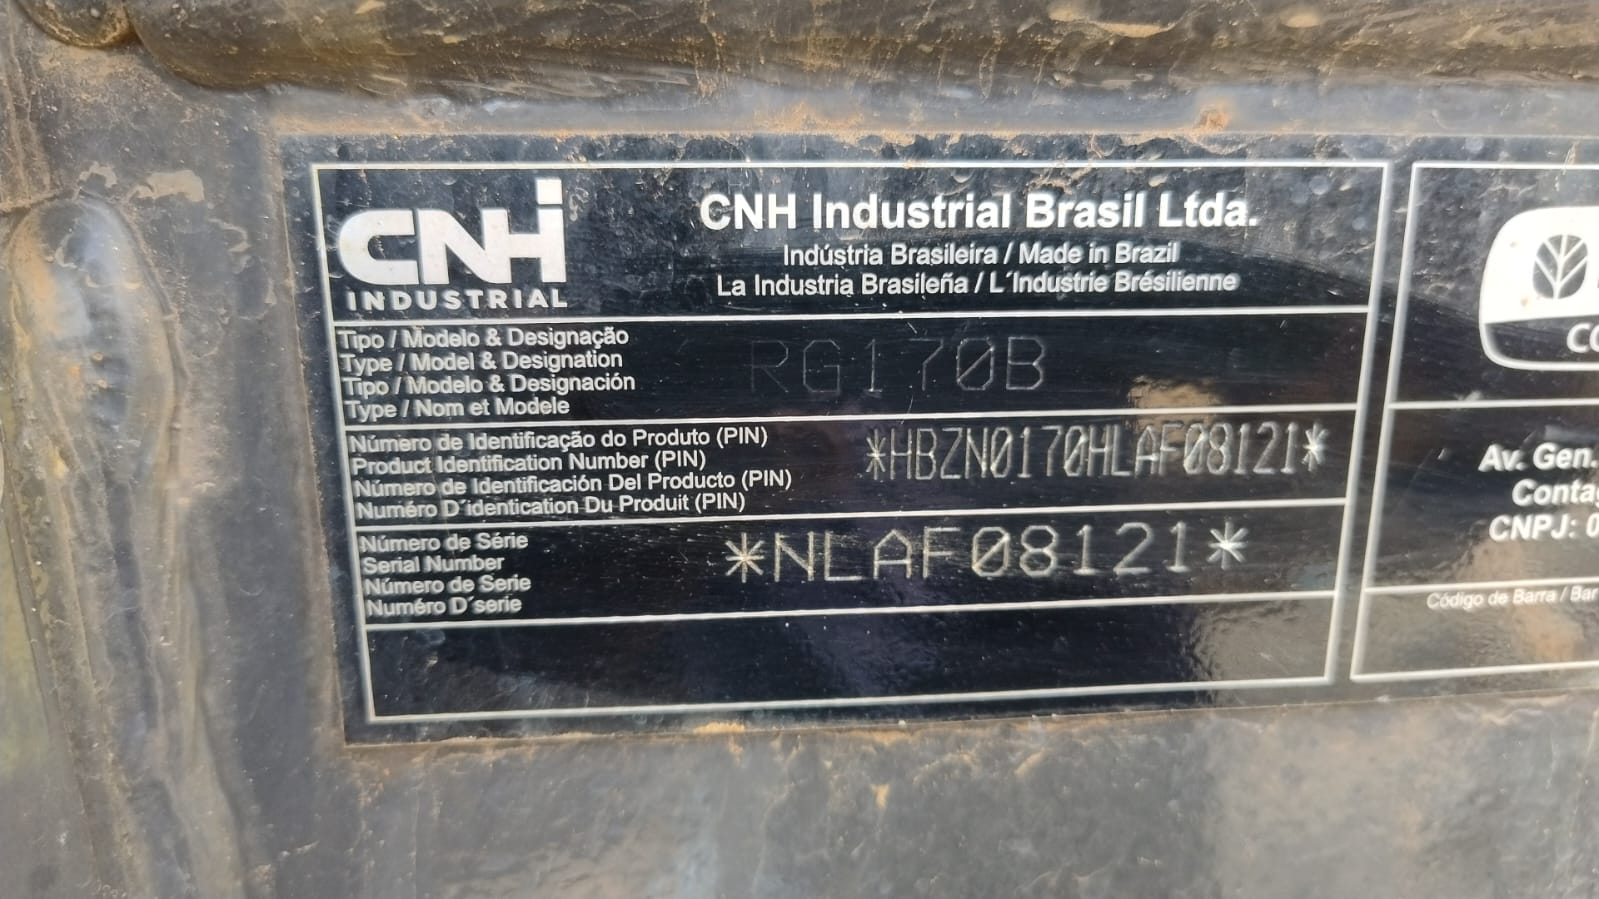 CNH
INDUSTRIAL
CNH Industrial Brasil Ltda.
Indústria Brasileira / Made in Brazil
La Industria Brasileña / L´Industrie Brésilienne
Tipo / Modelo & Designação
Type / Model & Designation
Tipo / Modelo & Designación
Type / Nom et Modele
RG170B
Número de Identificação do Produto (PIN)
Product Identification Number (PIN)
Número de Identificación Del Producto (PIN)
Numéro D´identication Du Produit (PIN)
*HBZN0170HLAF08121*
Número de Série
Serial Number
Número de Serie
Numéro D´serie
*NLAF08121*
Av. Gen.
CNPJ: 0
Código de Barra / Bar